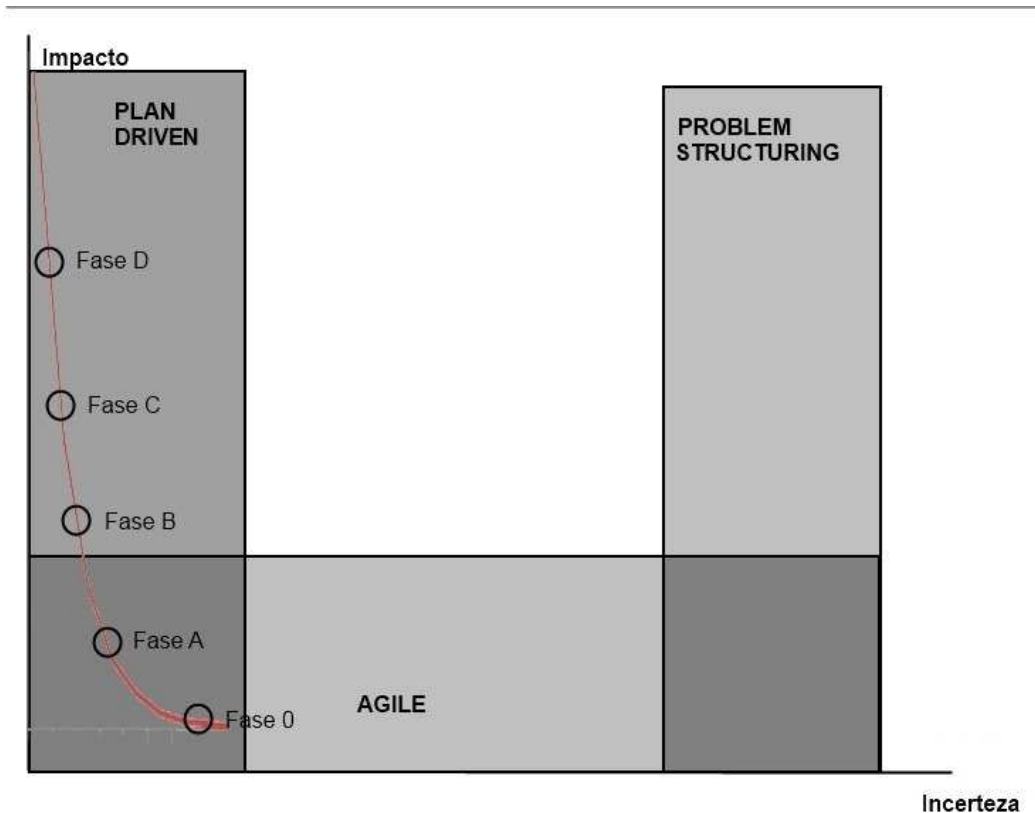 Impacto
PLAN
DRIVEN
PROBLEM
STRUCTURING
Fase D
Fase C
Fase B
Fase A
AGILE
Fase 0
Incerteza